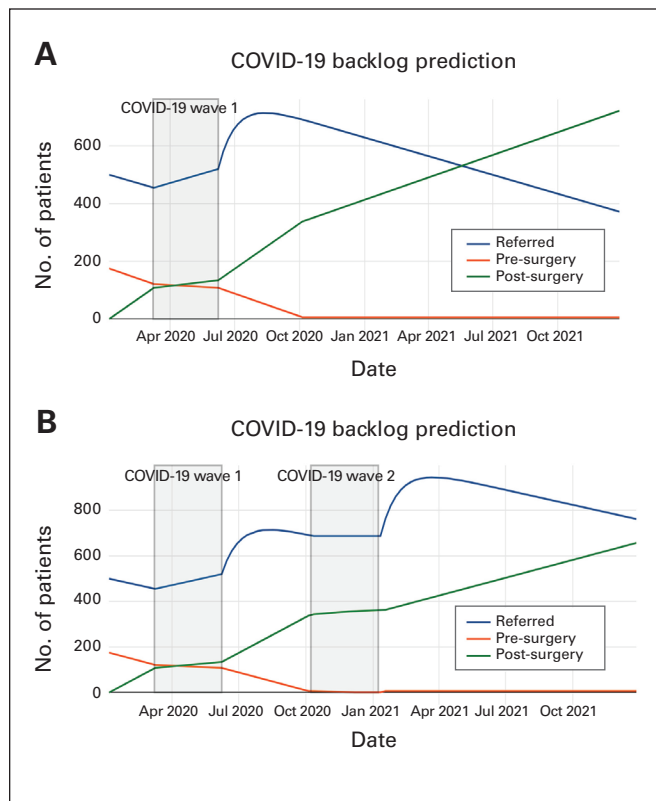 A
COVID-19 backlog prediction
COVID-19 wave 1
No. of patients
600
400
200
0
Referred
Pre-surgery
Post-surgery
Apr 2020 Jul 2020 Oct 2020 Jan 2021 Apr 2021 Jul 2021 Oct 2021
Date
B
COVID-19 backlog prediction
COVID-19 wave 1 COVID-19 wave 2
No. of patients
800
600
400
200
0
Referred
Pre-surgery
Post-surgery
Apr 2020 Jul 2020 Oct 2020 Jan 2021 Apr 2021 Jul 2021 Oct 2021
Date